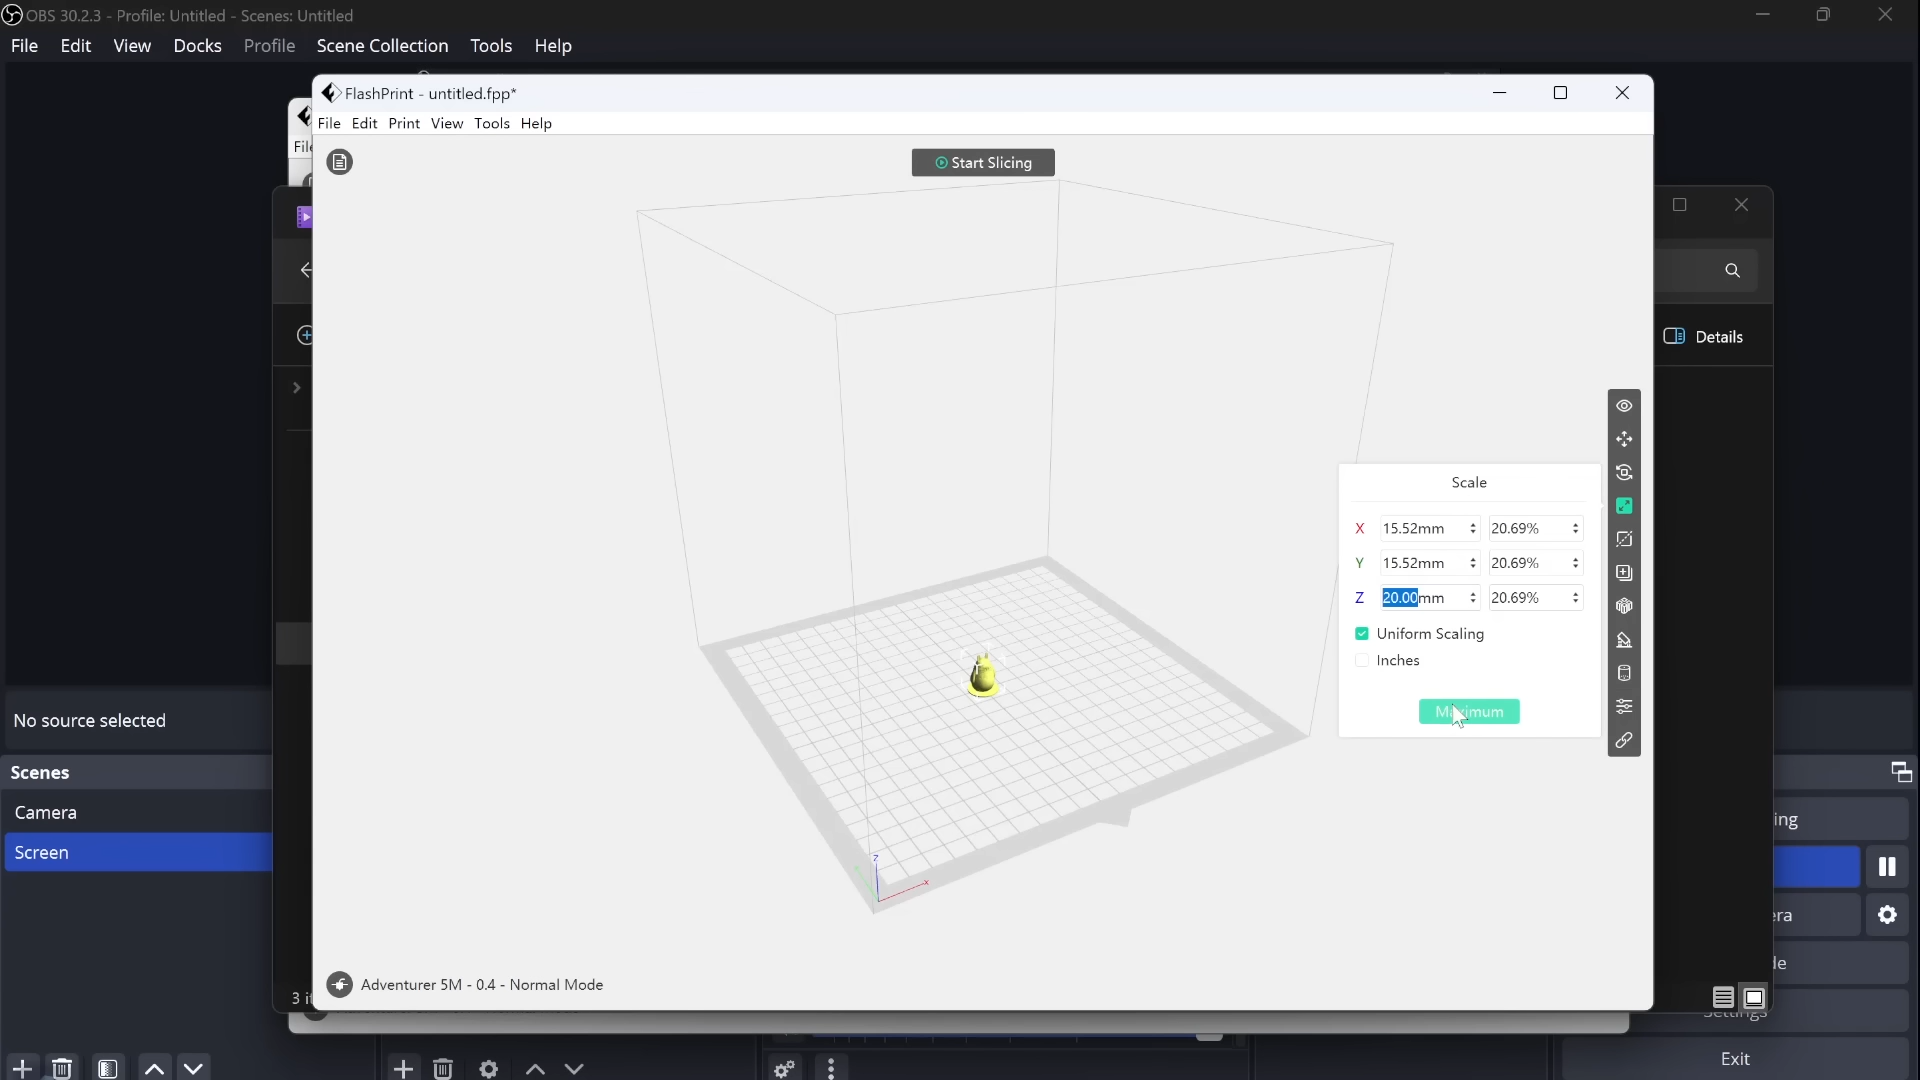 OBS 30.2.3 - Profile: Untitled - Scenes: Untitled
File Edit View Docks Profile Scene Collection Tools Help
FlashPrint - untitled.fpp*
File Edit Print View Tools Help
Start Slicing
Details
Scale
X 15.52mm 20.69%
Y 15.52mm 20.69%
Z 20.00mm 20.69%
Uniform Scaling
Inches
Maximum
No source selected
Scenes
Camera
Screen
z
x
Adventurer 5M - 0.4 - Normal Mode
Exit